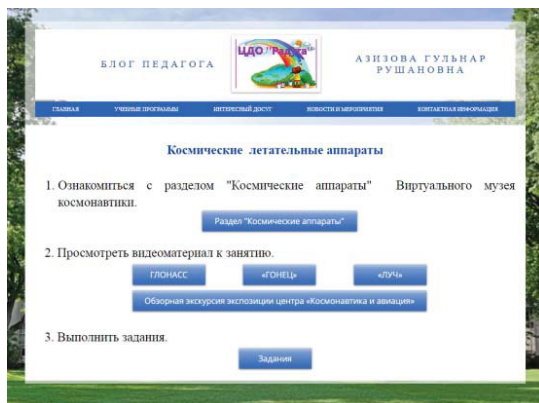 БЛОГ ПЕДАГОГА
ЦДО "Радуга"
АЗИЗОВА ГУЛЬНАР
РУШАНОВНА
ГЛАВНАЯ
УЧЕБНЫЕ ПРОГРАММЫ
ИНТЕРЕСНЫЙ ДОСУГ
НОВОСТИ И МЕРОПРИЯТИЯ
КОНТАКТНАЯ ИНФОРМАЦИЯ
Космические летательные аппараты
1. Ознакомиться с разделом "Космические аппараты" Виртуального музея
космонавтики.
Раздел "Космические аппараты"
2. Просмотреть видеоматериал к занятию.
ГЛОНАСС
«ГОНЕЦ»
«ЛУЧ»
Обзорная экскурсия экспозиции центра «Космонавтика и авиация»
3. Выполнить задания.
Задания